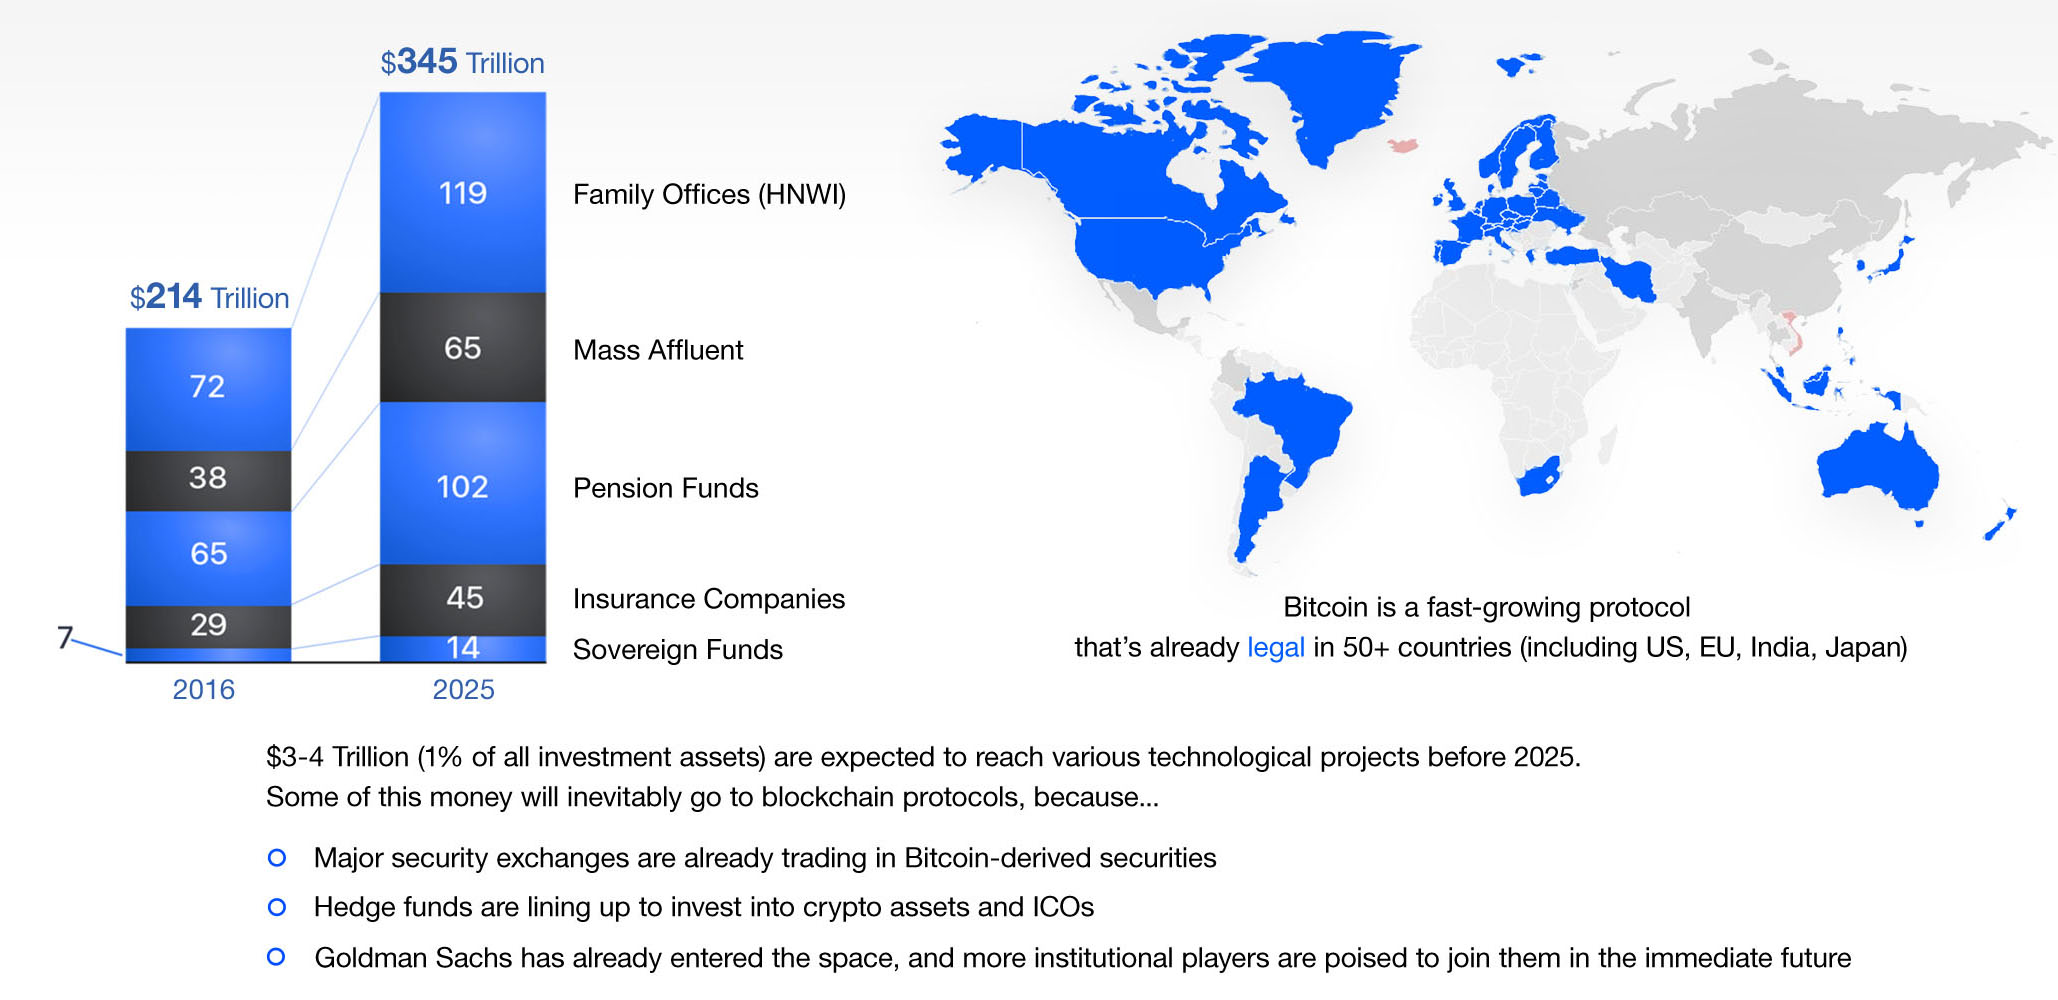 $345 Trillion
119
Family Offices (HNWI)
65
Mass Affluent
102
Pension Funds
45
Insurance Companies
14
Sovereign Funds
2025
$214 Trillion
72
38
65
29
7
2016
Bitcoin is a fast-growing protocol
that's already legal in 50+ countries (including US, EU, India, Japan)
$3-4 Trillion (1% of all investment assets) are expected to reach various technological projects before 2025.
Some of this money will inevitably go to blockchain protocols, because...
Major security exchanges are already trading in Bitcoin-derived securities
Hedge funds are lining up to invest into crypto assets and ICOs
Goldman Sachs has already entered the space, and more institutional players are poised to join them in the immediate future